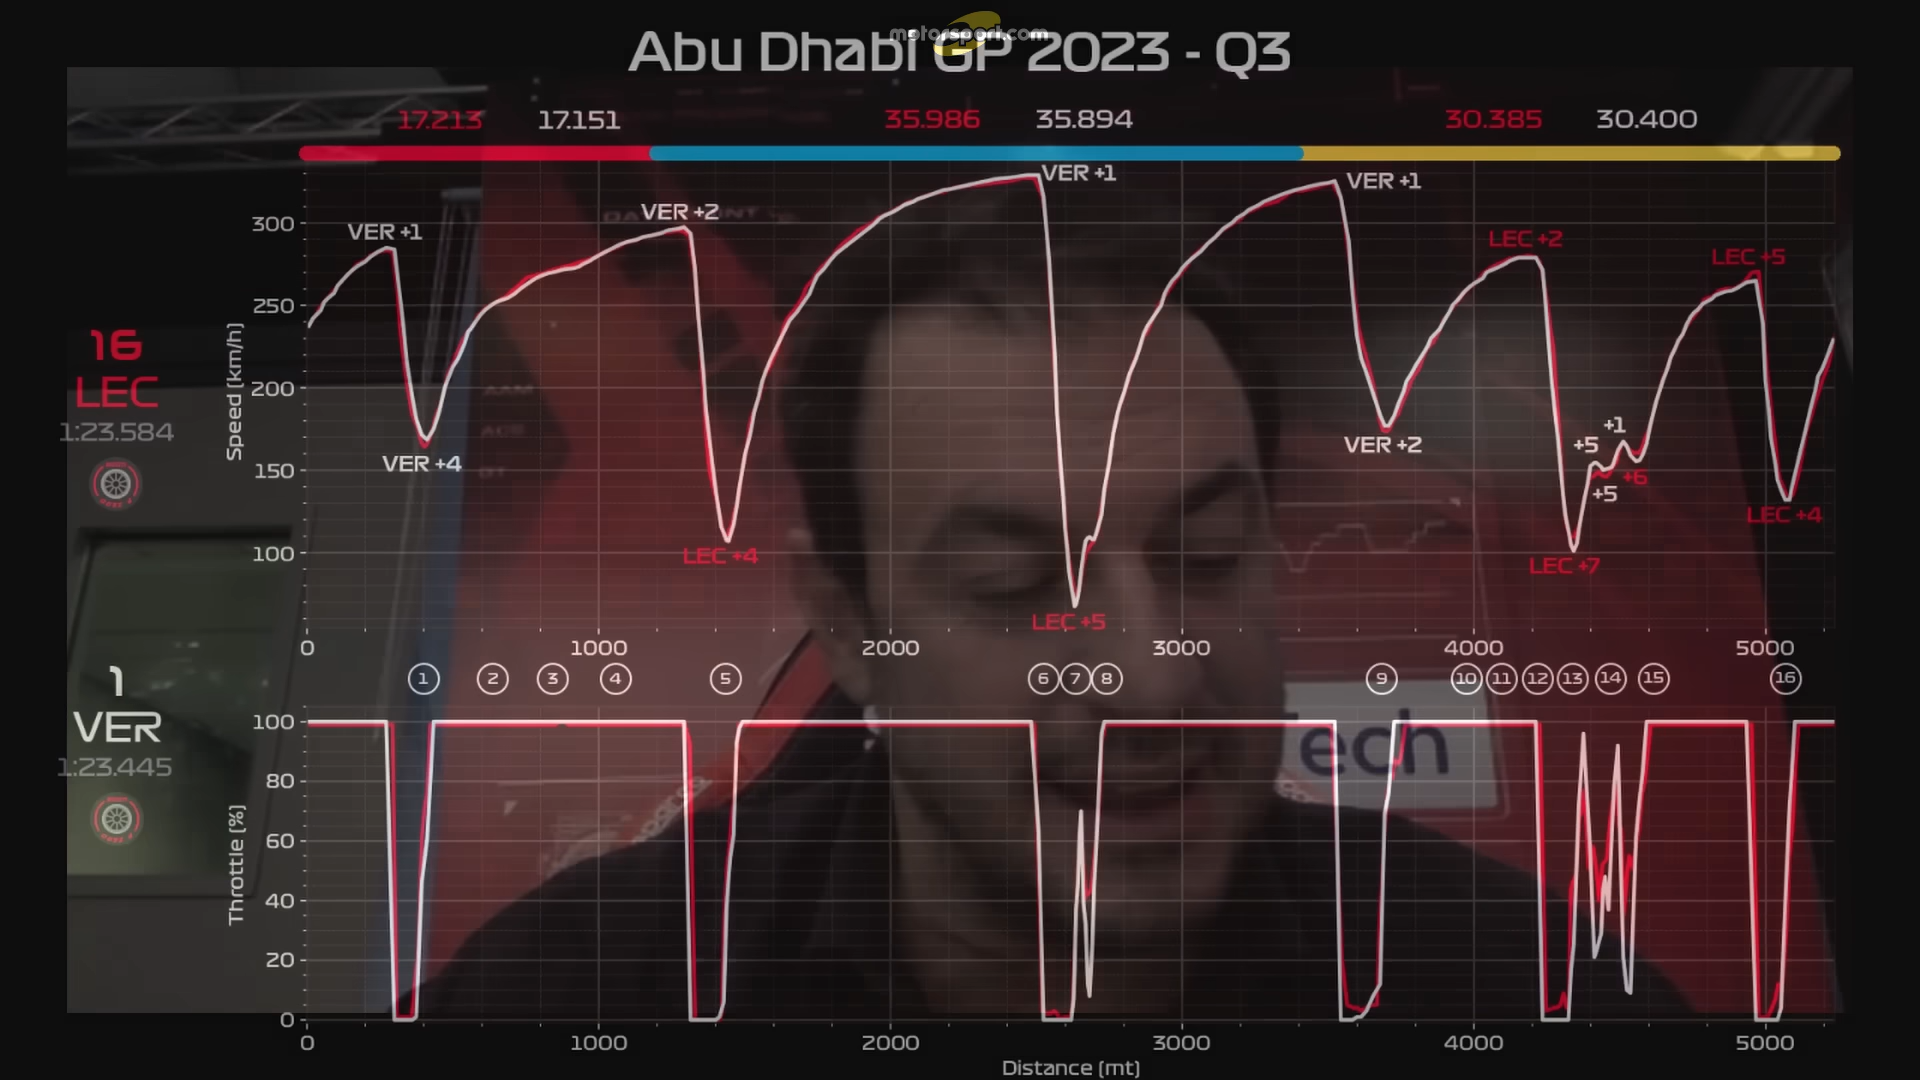 motorsport.com
Abu Dhabi GP 2023 - Q3
17.213 17.151 35.986 35.894 30.385 30.400
VER +1
VER +2
VER +1
VER +1
LEC +2
LEC +5
VER +4
LEC +4
LEC +5
VER +2
+5
+1
+5
+6
LEC +7
LEC +4
Speed (km/h)
300
250
200
150
100
16
LEC
1:23.584
0 1000 2000 3000 4000 5000
1 2 3 4 5 6 7 8 9 10 11 12 13 14 15 16
1
VER
1:23.445
Throttle [%]
100
80
60
40
20
0
Tech
0 1000 2000 3000 4000 5000
Distance (mt)